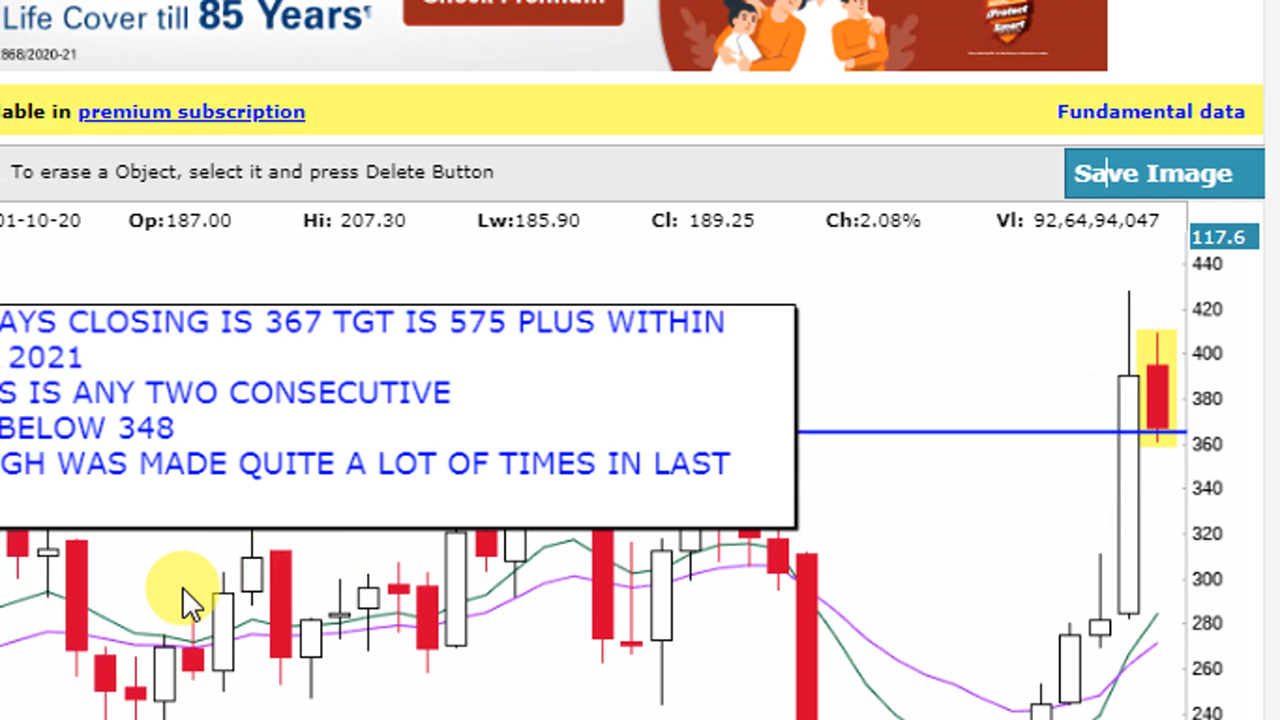 Life Cover till 85 Years
868/2020-21
iProtect
Smart
lable in premium subscription
Fundamental data
To erase a Object, select it and press Delete Button
Save Image
01-10-20 Op:187.00 Hi: 207.30 Lw:185.90 Cl: 189.25 Ch:2.08% Vl: 92,64,94,047
117.6
440
420
400
380
360
340
320
300
280
260
240
AYS CLOSING IS 367 TGT IS 575 PLUS WITHIN
2021
S IS ANY TWO CONSECUTIVE
BELOW 348
GH WAS MADE QUITE A LOT OF TIMES IN LAST